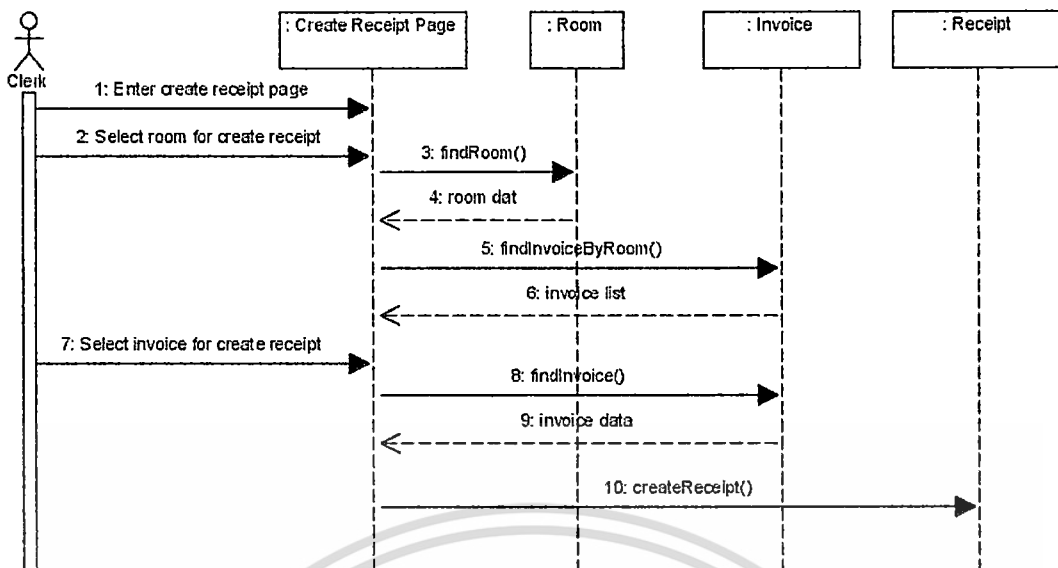 : Create Receipt Page
: Room
: Invoice
: Receipt
Clerk
1: Enter create receipt page
2: Select room for create receipt
3: findRoom()
4: room dat
5: findInvoiceByRoom()
6: invoice list
7: Select invoice for create receipt
8: findInvoice()
9: invoice data
10: createReceipt()